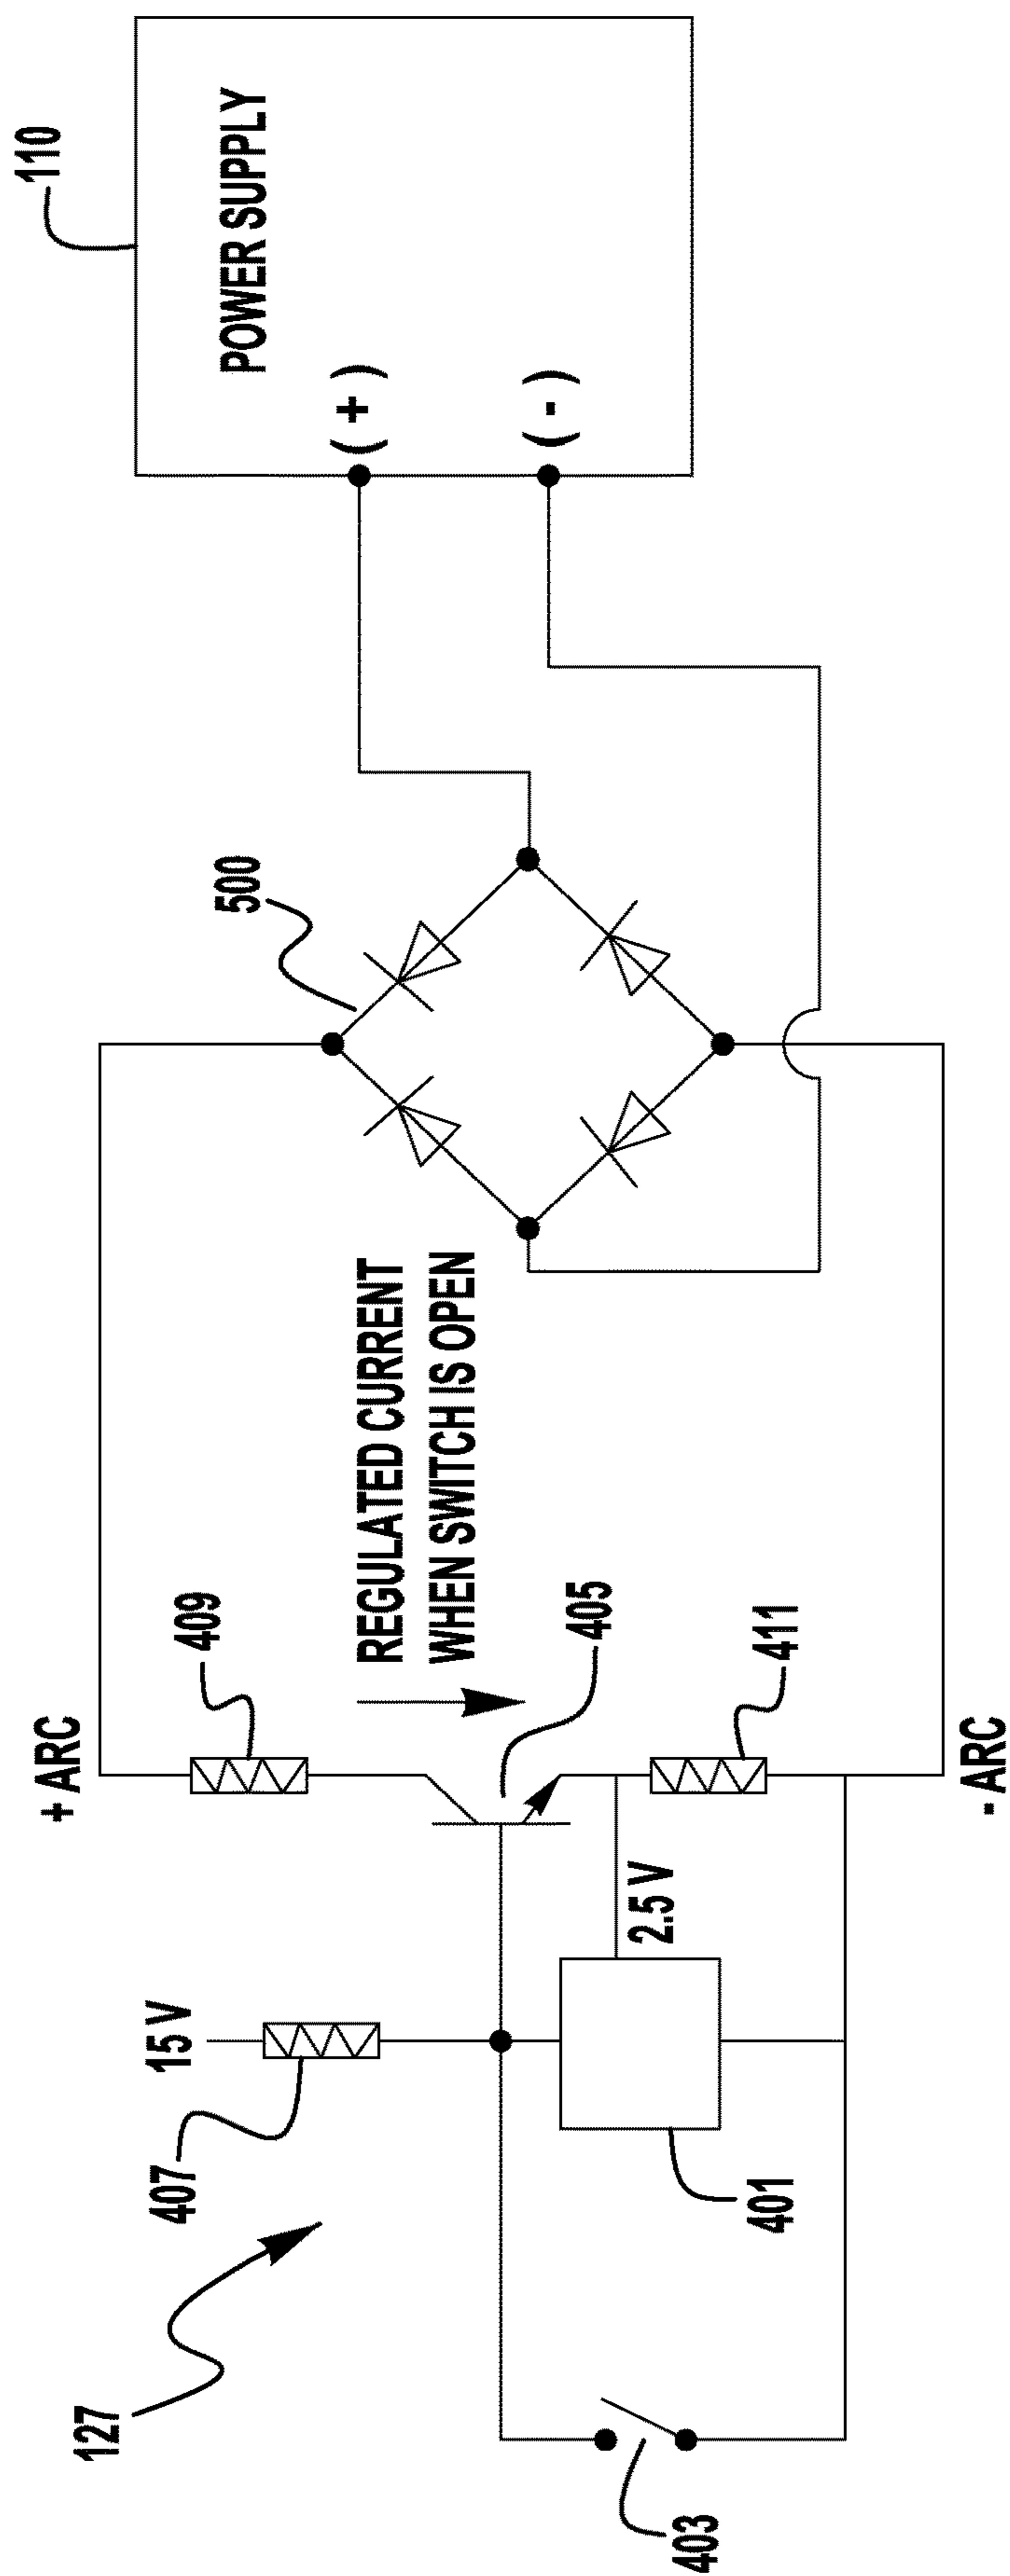 110
POWER SUPPLY
( + )
( - )
500
REGULATED CURRENT
WHEN SWITCH IS OPEN
+ ARC
409
405
411
- ARC
15 V
2.5 V
407
401
127
403